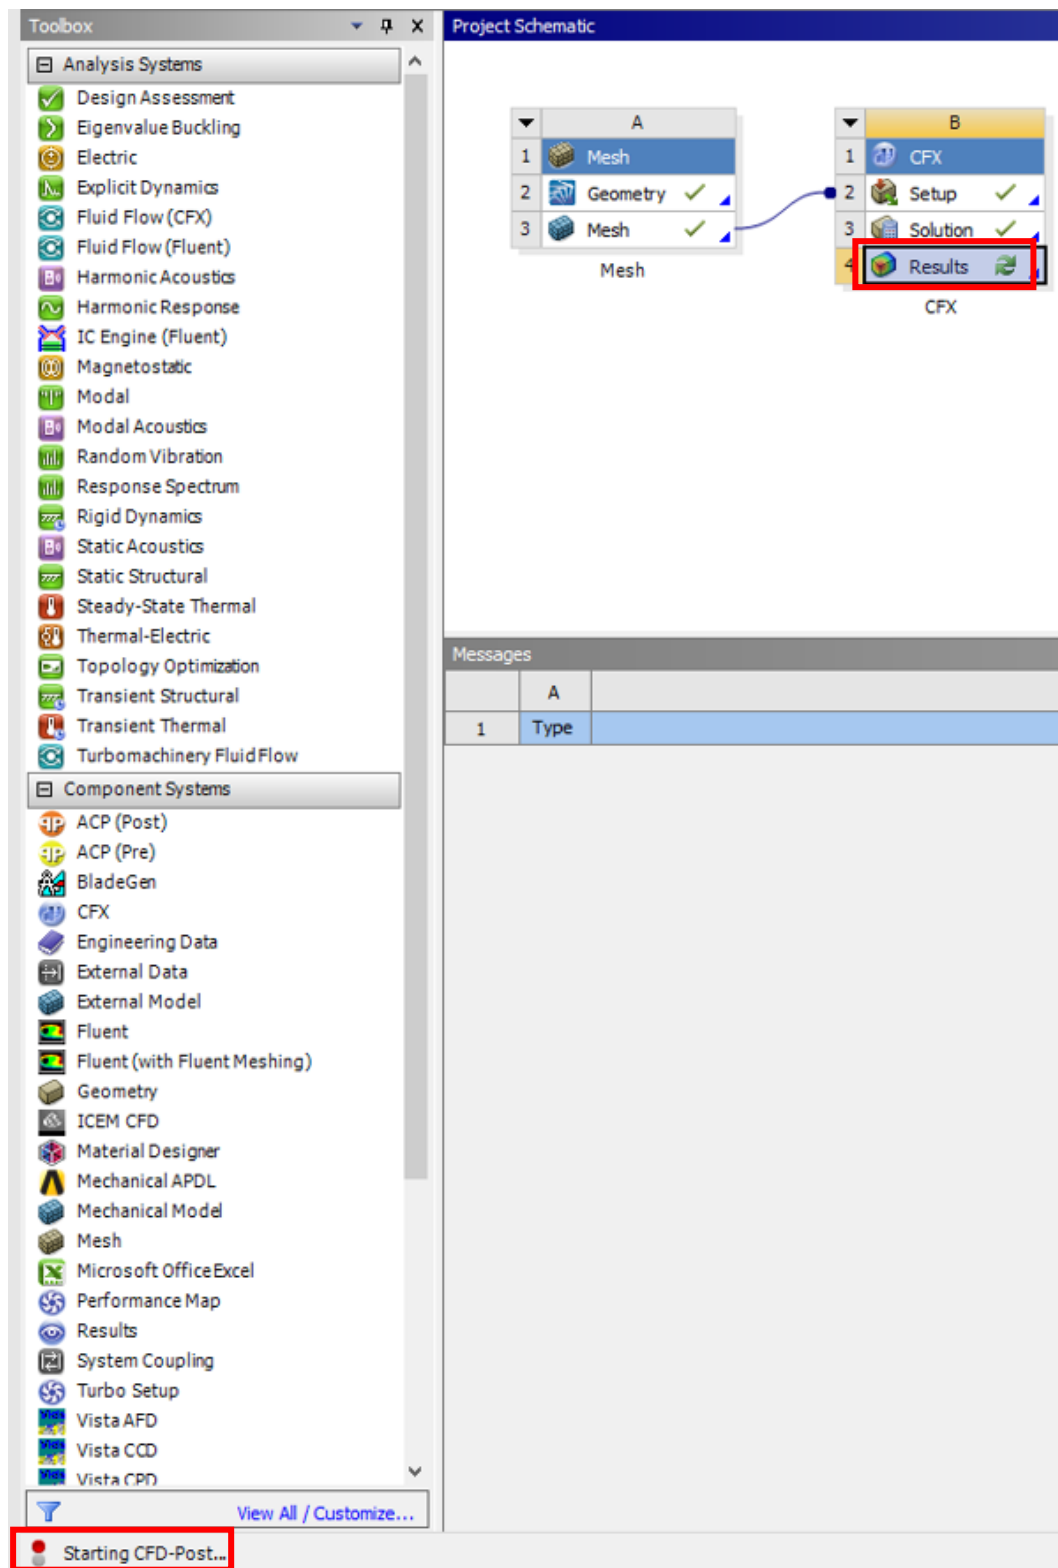 Toolbox
Analysis Systems
Design Assessment
Eigenvalue Buckling
Electric
Explicit Dynamics
Fluid Flow (CFX)
Fluid Flow (Fluent)
Harmonic Acoustics
Harmonic Response
IC Engine (Fluent)
Magnetostatic
Modal
Modal Acoustics
Random Vibration
Response Spectrum
Rigid Dynamics
Static Acoustics
Static Structural
Steady-State Thermal
Thermal-Electric
Topology Optimization
Transient Structural
Transient Thermal
Turbomachinery Fluid Flow
Component Systems
ACP (Post)
ACP (Pre)
BladeGen
CFX
Engineering Data
External Data
External Model
Fluent
Fluent (with Fluent Meshing)
Geometry
ICEM CFD
Material Designer
Mechanical APDL
Mechanical Model
Mesh
Microsoft Office Excel
Performance Map
Results
System Coupling
Turbo Setup
Vista AFD
Vista CCD
Vista CPD
View All / Customize...
Starting CFD-Post...
Project Schematic
A
1 Mesh
2 Geometry
3 Mesh
Mesh
B
1 CFX
2 Setup
3 Solution
4 Results
CFX
Messages
A
1 Type